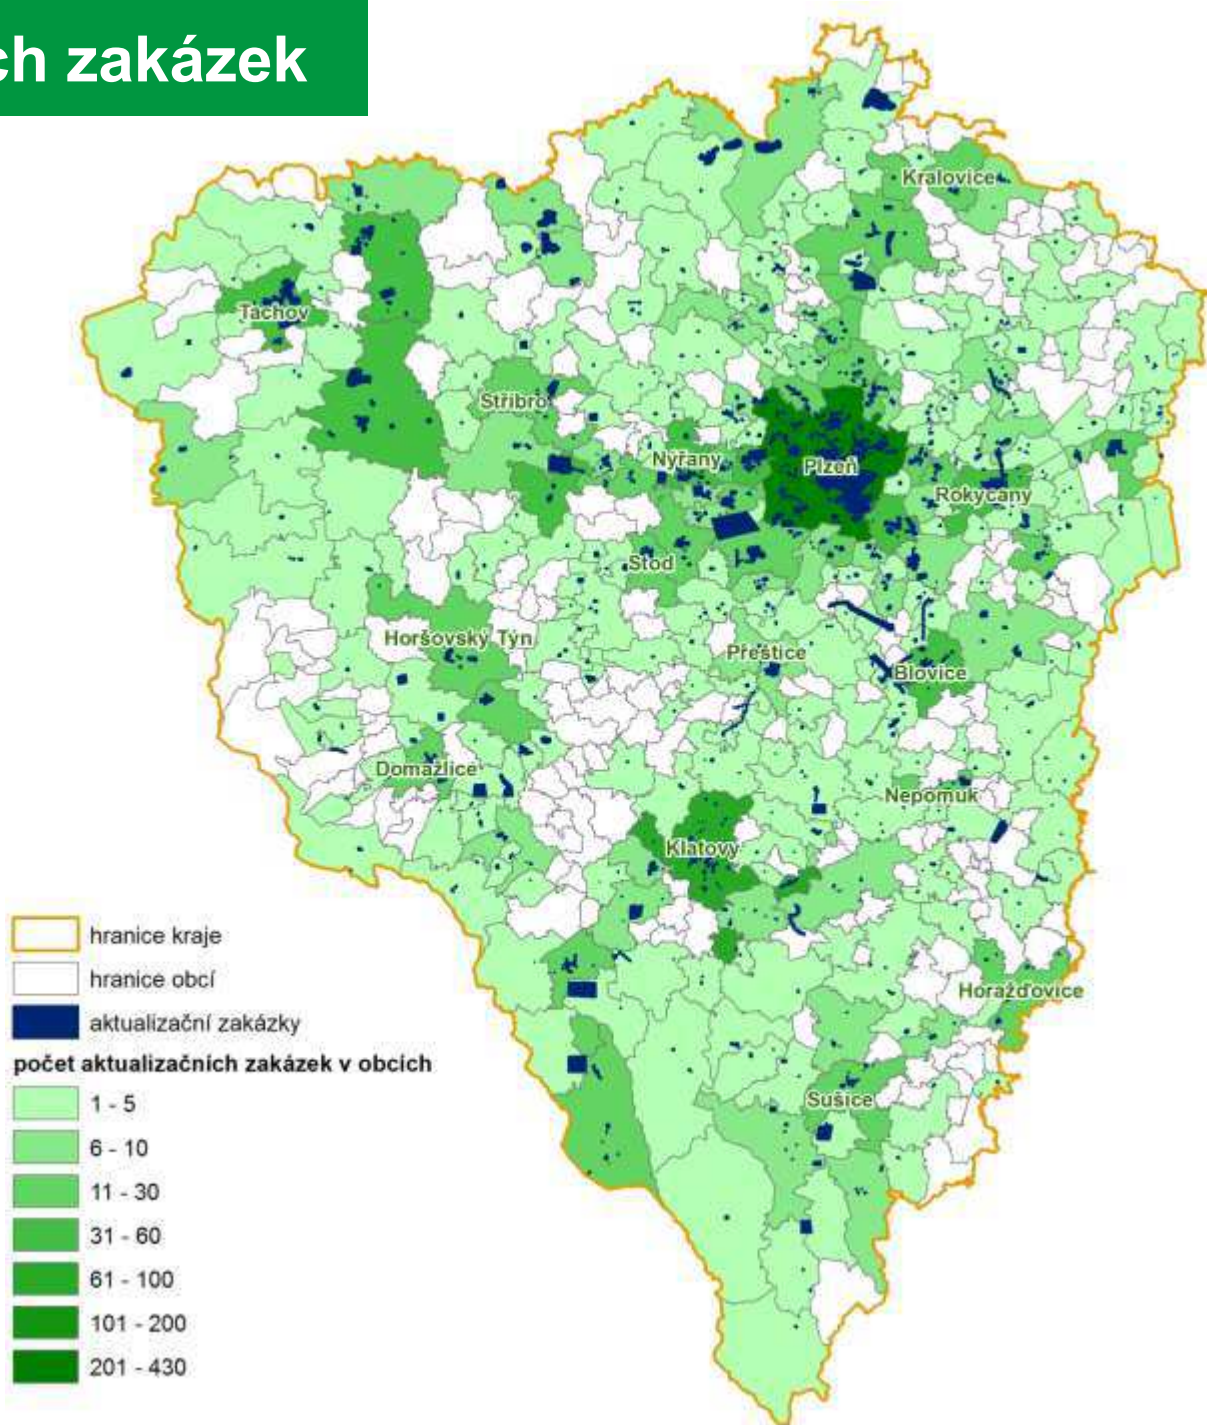 ch zakázek
Kralovice
Tachov
Stříbro
Nýřany
Plzeň
Rokycany
Stod
Horšovský Týn
Přeštice
Blovice
Domažlice
Nepomuk
Klatovy
Horažďovice
Sušice
hranice kraje
hranice obcí
aktualizační zakázky
počet aktualizačních zakázek v obcích
1 - 5
6 - 10
11 - 30
31 - 60
61 - 100
101 - 200
201 - 430